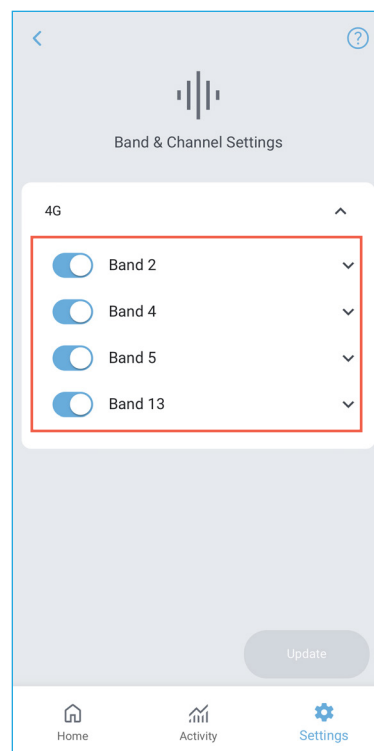 ?
Band & Channel Settings
4G
Band 2
Band 4
Band 5
Band 13
Update
Home Activity Settings